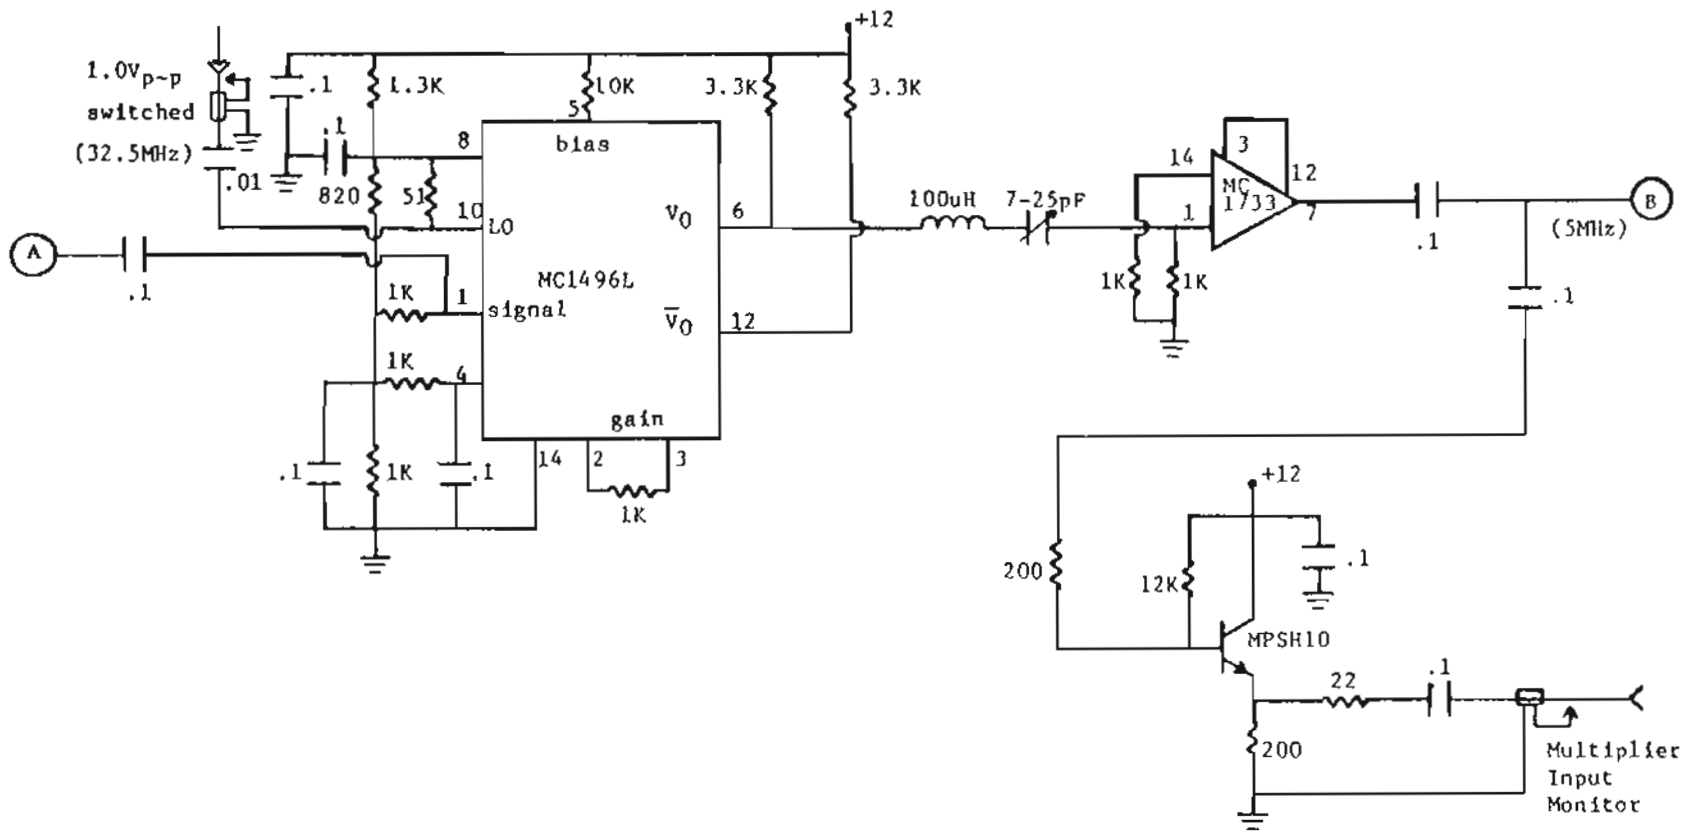 +12
1.0Vp~p
switched
(32.5MHz)
.01
.1
1.3K
10K
3.3K
3.3K
.1
820
51
5
bias
8
10
LO
A
.1
1K
1
signal
MC1496L
VO
6
V̅O
12
1K
4
gain
.1
1K
.1
14
2
3
1K
100uH
7-25pF
14
3
12
MC
1733
1
7
1K
1K
.1
(5MHz)
B
.1
+12
200
12K
.1
MPSH10
22
.1
200
Multiplier
Input
Monitor